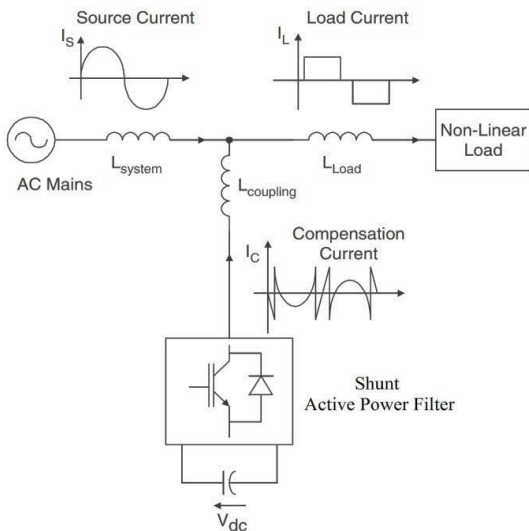 Source Current
I_S
Load Current
I_L
AC Mains
L_system
L_Load
Non-Linear
Load
L_coupling
I_C
Compensation
Current
Shunt
Active Power Filter
V_dc